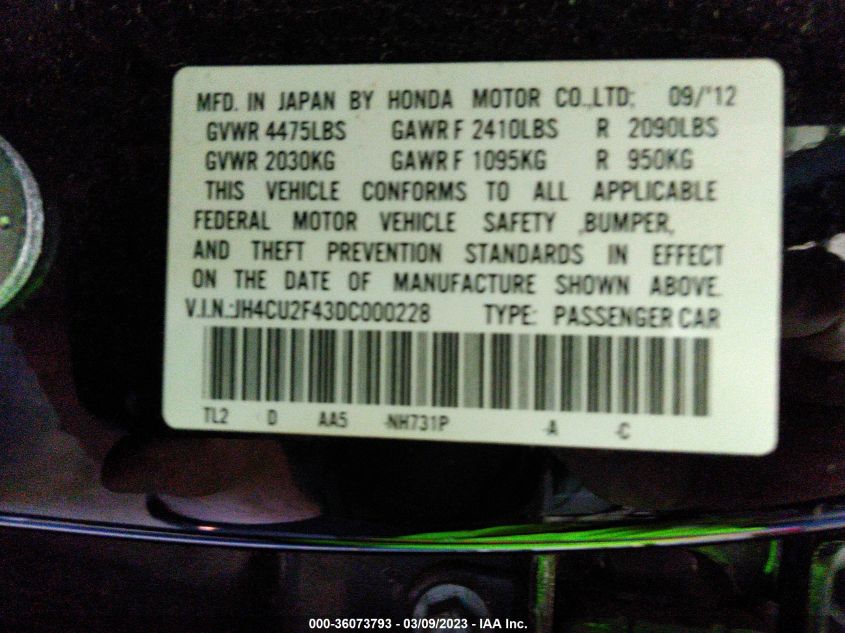 MFD. IN JAPAN BY HONDA MOTOR CO.,LTD; 09/'12
GVWR 4475LBS GAWR F 2410LBS R 2090LBS
GVWR 2030KG GAWR F 1095KG R 950KG
THIS VEHICLE CONFORMS TO ALL APPLICABLE
FEDERAL MOTOR VEHICLE SAFETY ,BUMPER,
AND THEFT PREVENTION STANDARDS IN EFFECT
ON THE DATE OF MANUFACTURE SHOWN ABOVE.
V.I.N.:JH4CU2F43DC000228 TYPE: PASSENGER CAR
TL2 D AA5 -NH731P -A -C
000-36073793 - 03/09/2023 - IAA Inc.